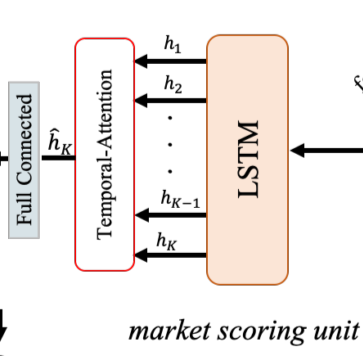 Full Connected
ĥ_K
Temporal-Attention
h_1
h_2
h_{K−1}
h_K
LSTM
market scoring unit